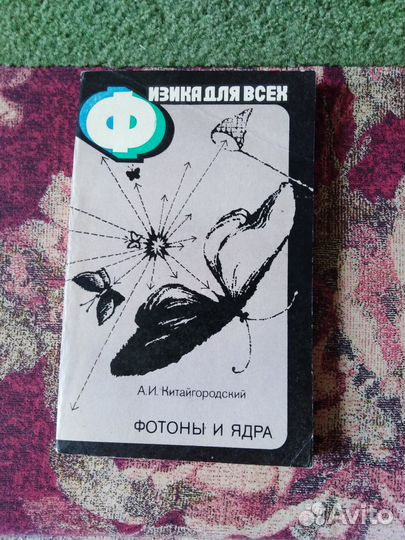 ФИЗИКА ДЛЯ ВСЕХ
А.И. Китайгородский
ФОТОНЫ И ЯДРА
Avito